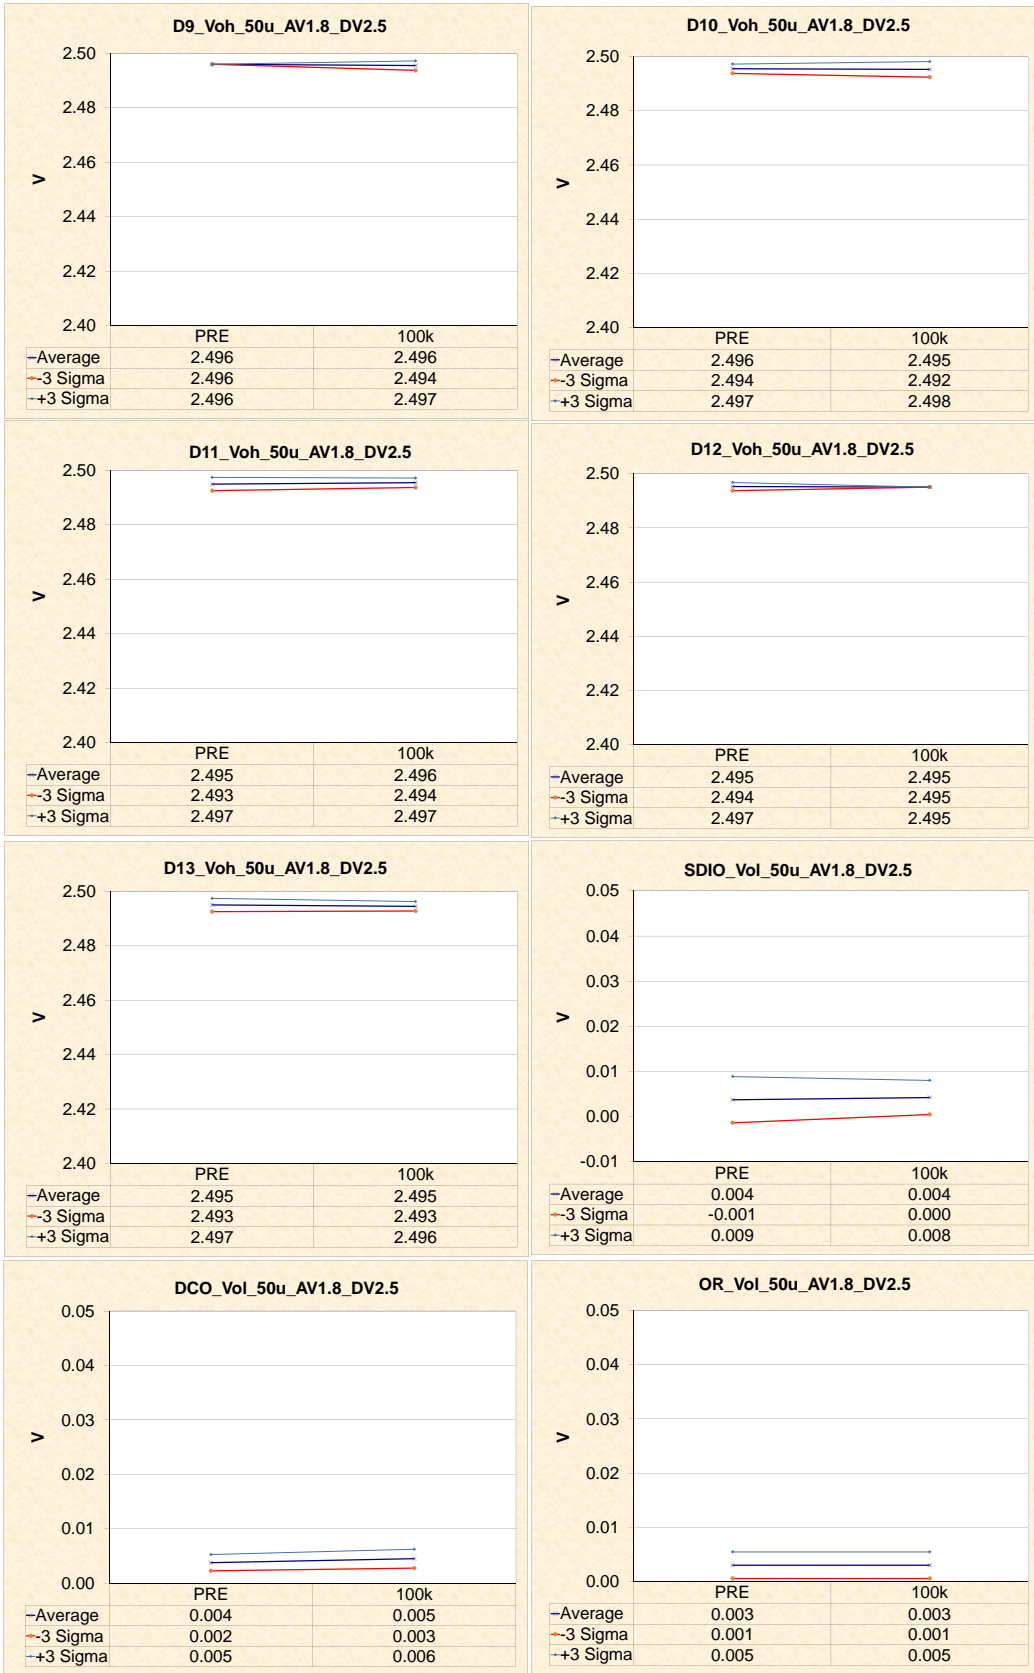 D9_Voh_50u_AV1.8_DV2.5
2.50
2.48
2.46
2.44
2.42
2.40
V
PRE 100k
Average 2.496 2.496
-3 Sigma 2.496 2.494
+3 Sigma 2.496 2.497
D10_Voh_50u_AV1.8_DV2.5
2.50
2.48
2.46
2.44
2.42
2.40
V
PRE 100k
Average 2.496 2.495
-3 Sigma 2.494 2.492
+3 Sigma 2.497 2.498
D11_Voh_50u_AV1.8_DV2.5
2.50
2.48
2.46
2.44
2.42
2.40
V
PRE 100k
Average 2.495 2.496
-3 Sigma 2.493 2.494
+3 Sigma 2.497 2.497
D12_Voh_50u_AV1.8_DV2.5
2.50
2.48
2.46
2.44
2.42
2.40
V
PRE 100k
Average 2.495 2.495
-3 Sigma 2.494 2.495
+3 Sigma 2.497 2.495
D13_Voh_50u_AV1.8_DV2.5
2.50
2.48
2.46
2.44
2.42
2.40
V
PRE 100k
Average 2.495 2.495
-3 Sigma 2.493 2.493
+3 Sigma 2.497 2.496
SDIO_Vol_50u_AV1.8_DV2.5
0.05
0.04
0.03
0.02
0.01
0.00
-0.01
V
PRE 100k
Average 0.004 0.004
-3 Sigma -0.001 0.000
+3 Sigma 0.009 0.008
DCO_Vol_50u_AV1.8_DV2.5
0.05
0.04
0.03
0.02
0.01
0.00
V
PRE 100k
Average 0.004 0.005
-3 Sigma 0.002 0.003
+3 Sigma 0.005 0.006
OR_Vol_50u_AV1.8_DV2.5
0.05
0.04
0.03
0.02
0.01
0.00
V
PRE 100k
Average 0.003 0.003
-3 Sigma 0.001 0.001
+3 Sigma 0.005 0.005